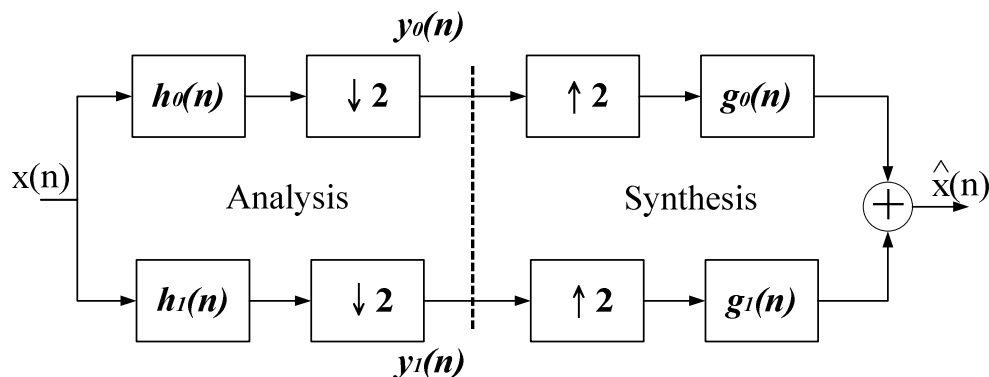 y₀(n)
h₀(n) ↓ 2 ↑ 2 g₀(n)
x(n) Analysis Synthesis + x̂(n)
h₁(n) ↓ 2 ↑ 2 g₁(n)
y₁(n)